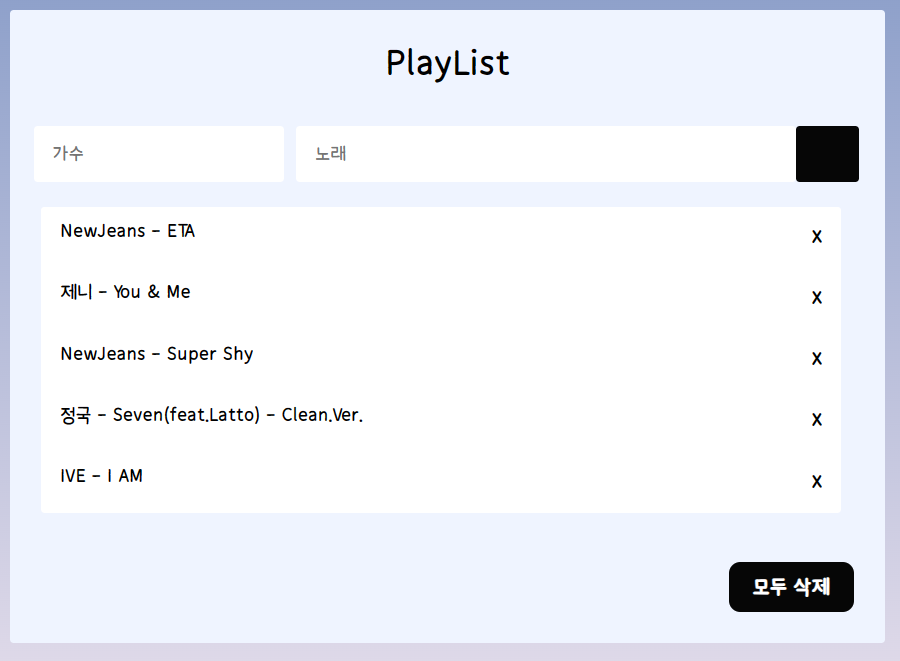 PlayList
가수 노래
NewJeans - ETA X
제니 - You & Me X
NewJeans - Super Shy X
정국 - Seven(feat.Latto) - Clean.Ver. X
IVE - I AM X
모두 삭제